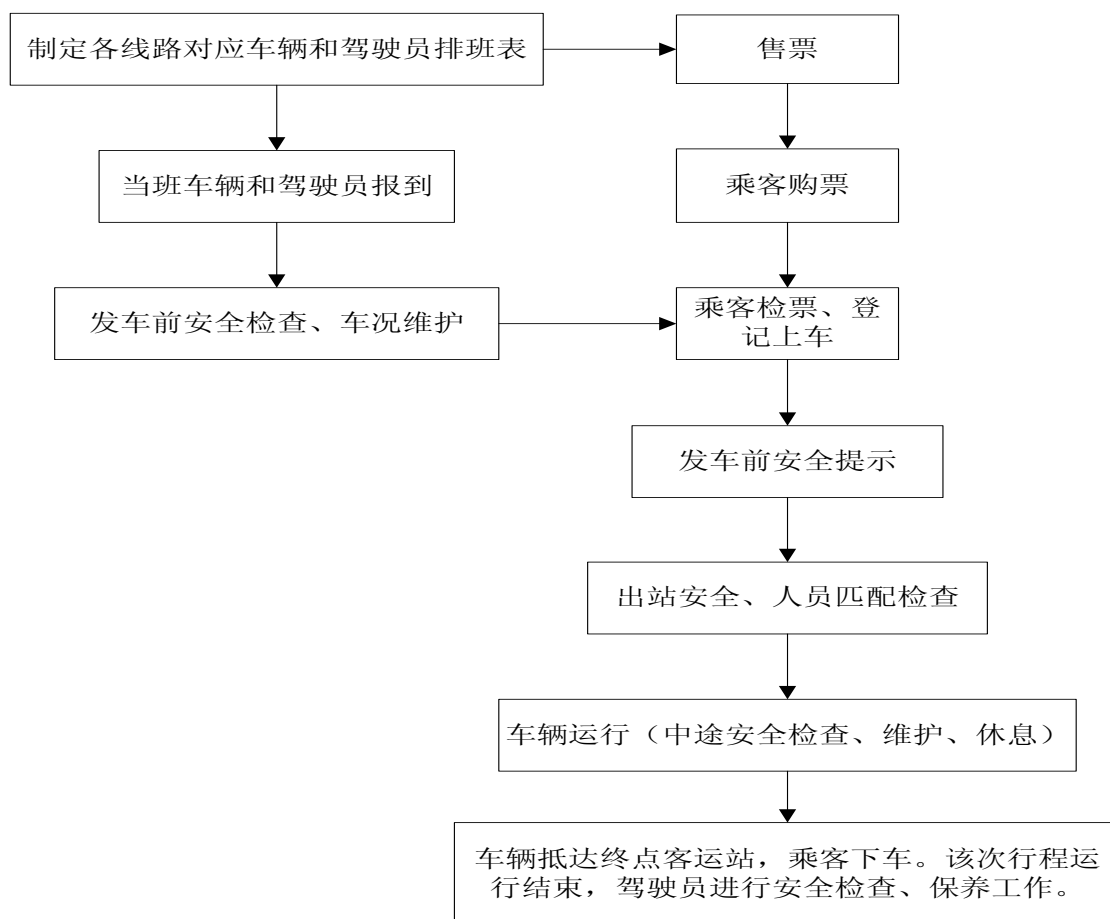 制定各线路对应车辆和驾驶员排班表
售票
当班车辆和驾驶员报到
乘客购票
发车前安全检查、车况维护
乘客检票、登
记上车
发车前安全提示
出站安全、人员匹配检查
车辆运行（中途安全检查、维护、休息）
车辆抵达终点客运站，乘客下车。该次行程运
行结束，驾驶员进行安全检查、保养工作。